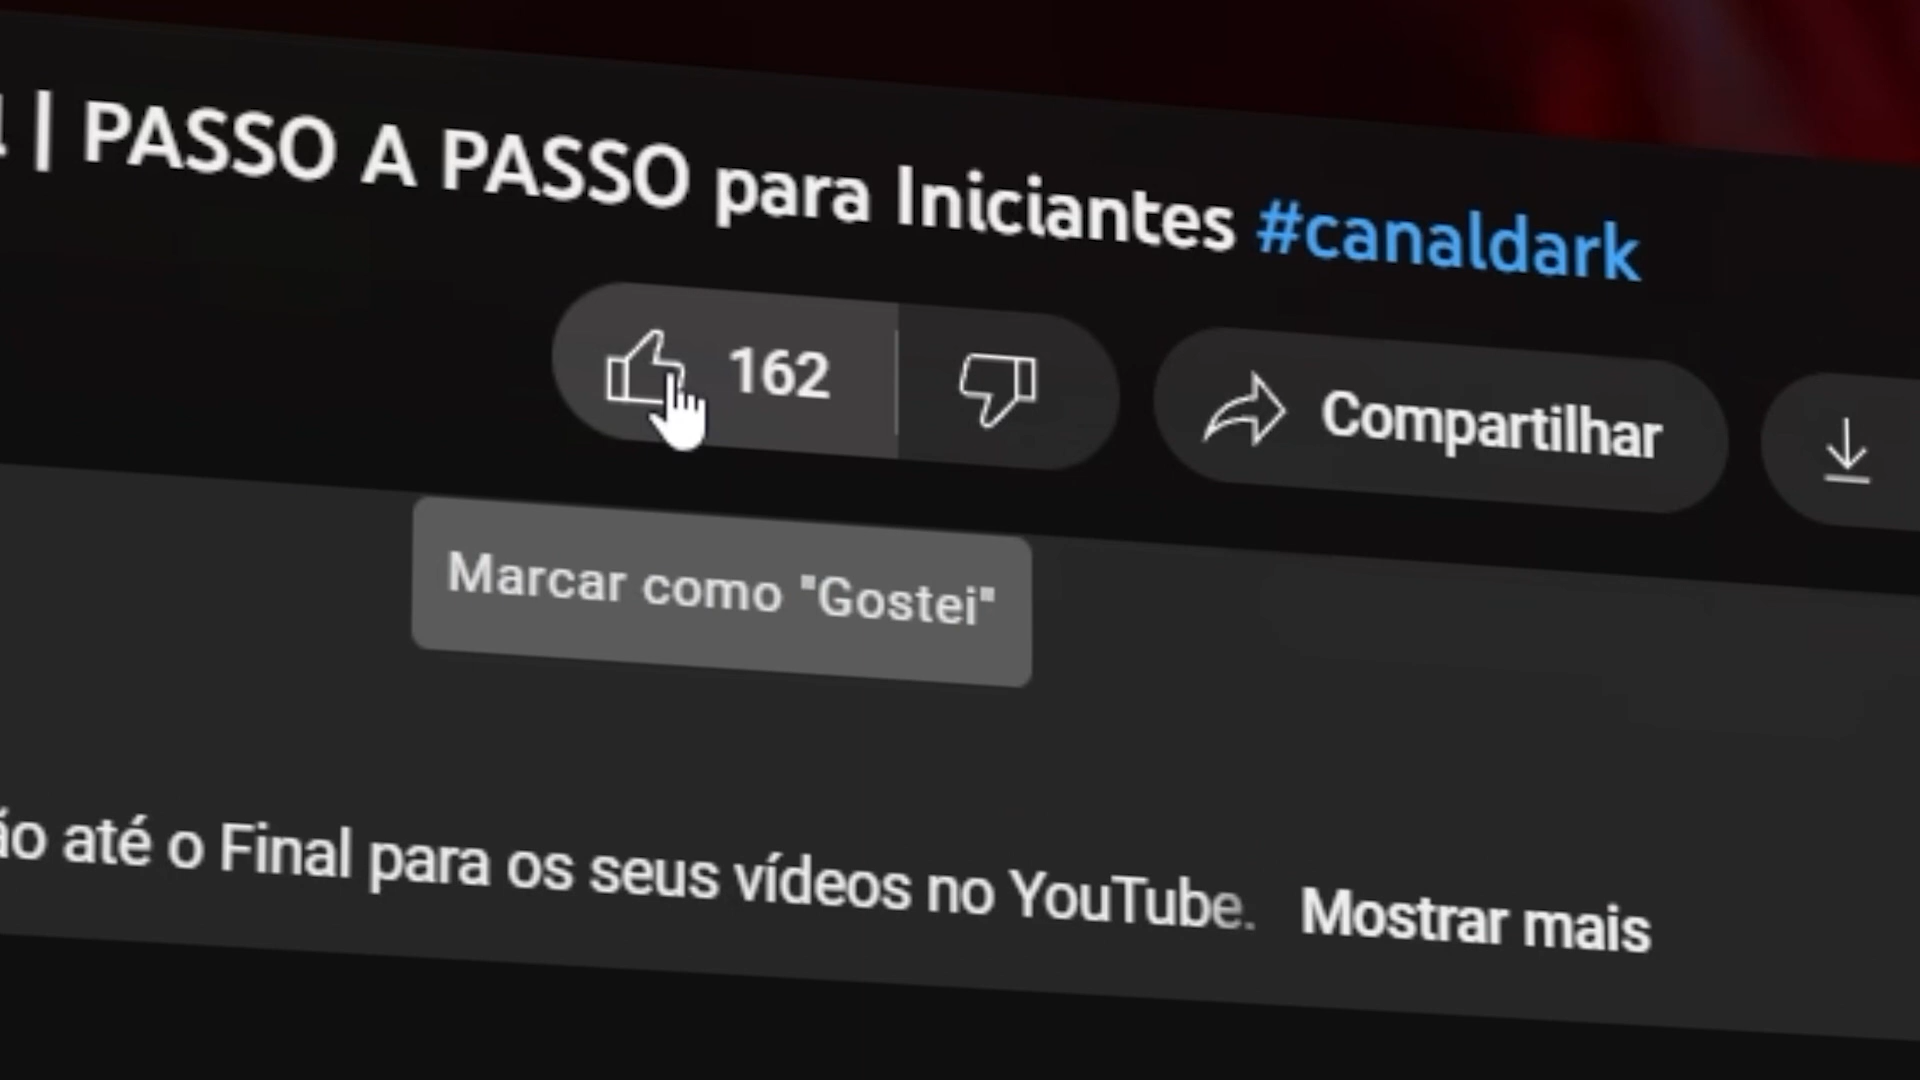 | PASSO A PASSO para Iniciantes #canaldark
162
Compartilhar
Marcar como "Gostei"
até o Final para os seus vídeos no YouTube. Mostrar mais